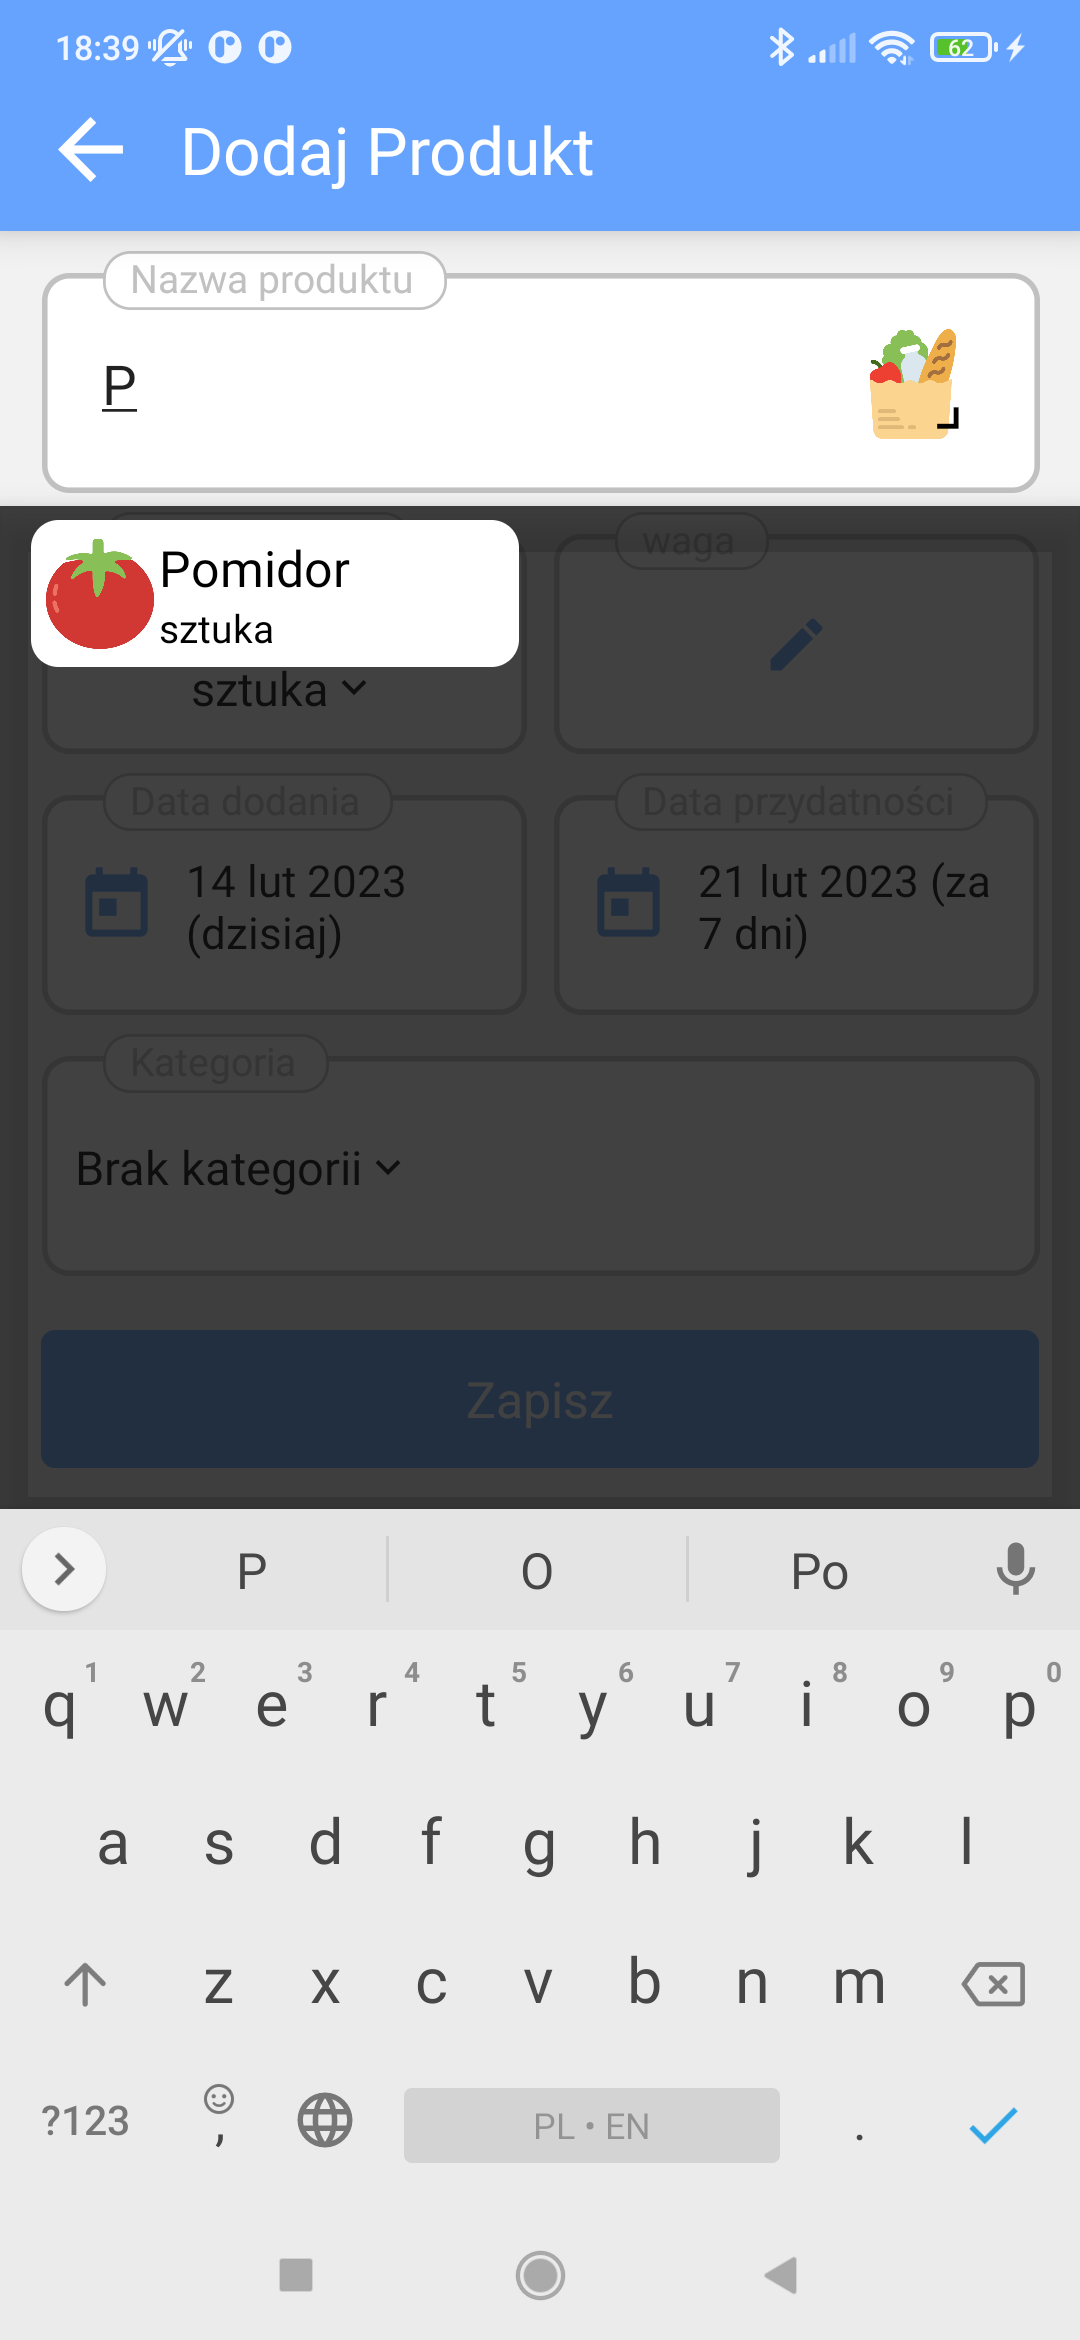 18:39
62
Dodaj Produkt
Nazwa produktu
P
Pomidor
sztuka
waga
sztuka
Data dodania
Data przydatności
14 lut 2023
(dzisiaj)
21 lut 2023 (za
7 dni)
Kategoria
Brak kategorii
Zapisz
P O Po
1 2 3 4 5 6 7 8 9 0
q w e r t y u i o p
a s d f g h j k l
z x c v b n m
?123 , PL • EN .